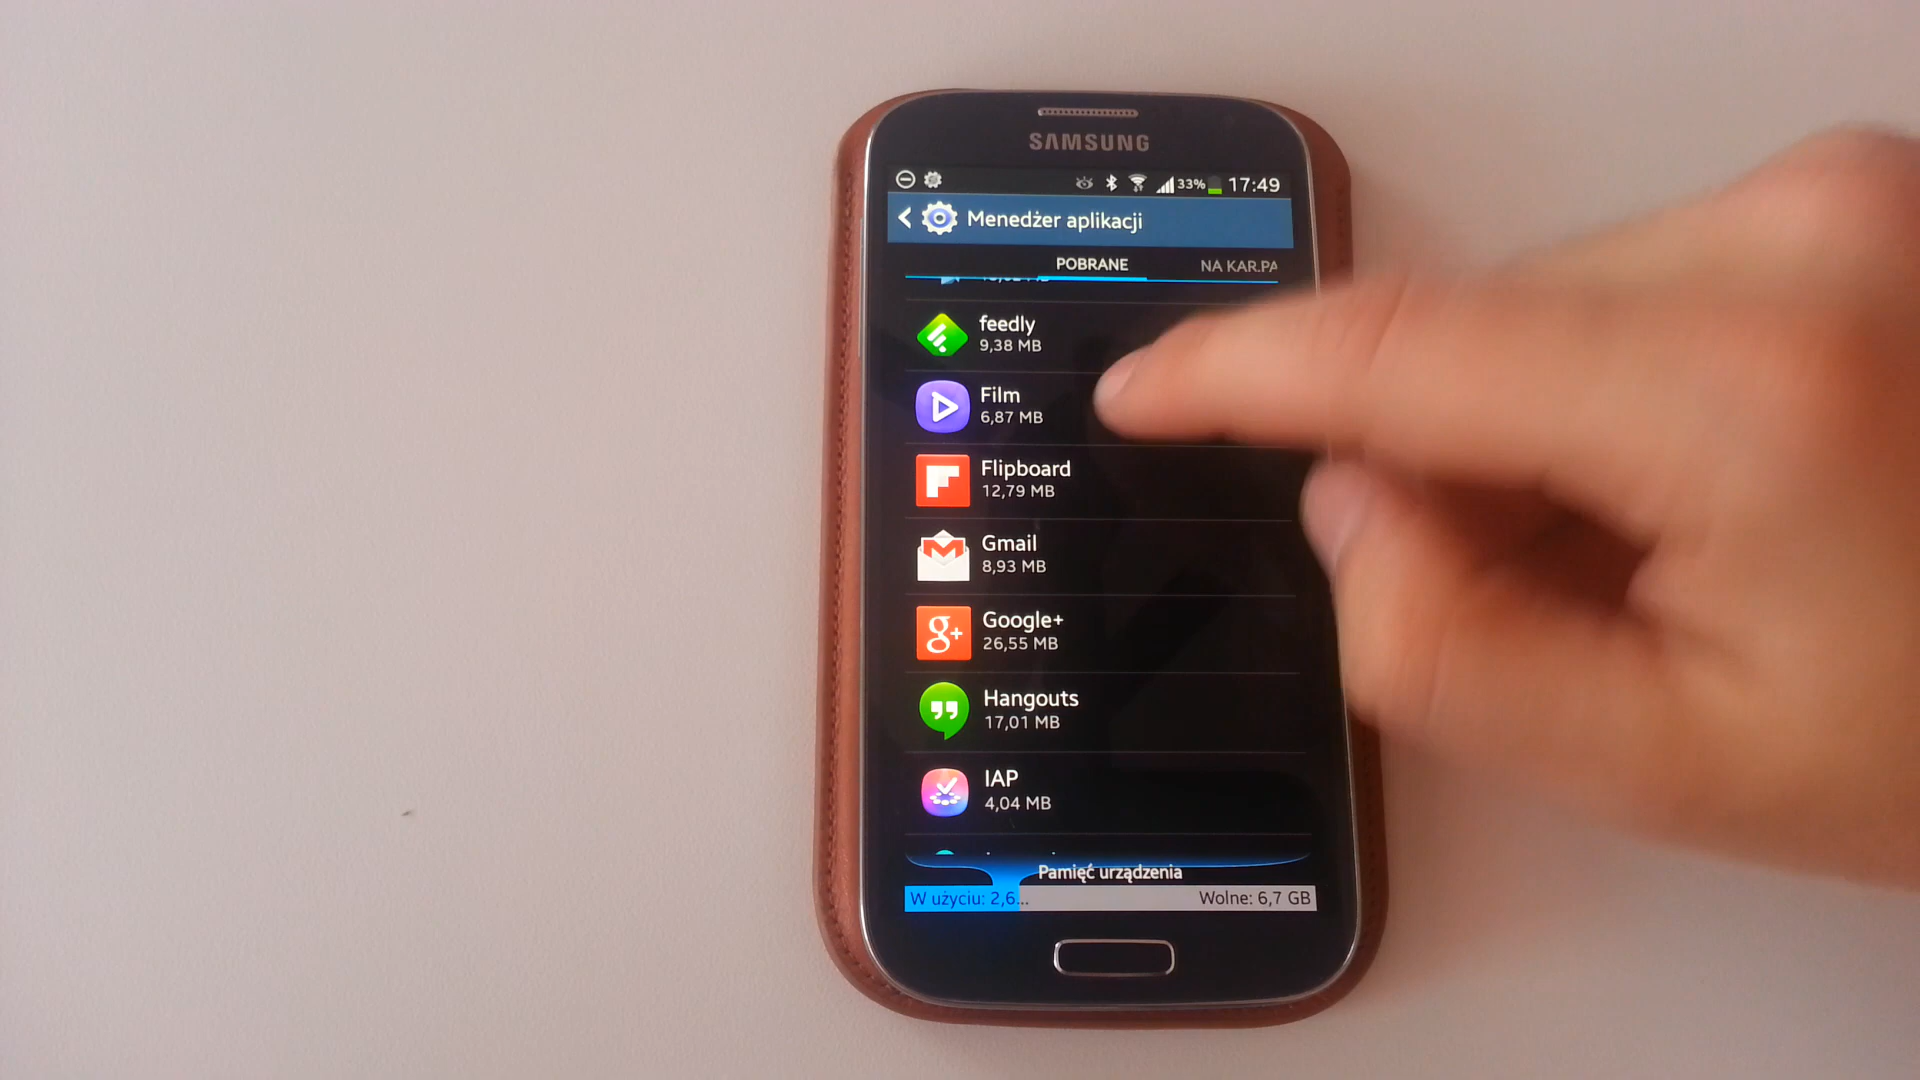 SAMSUNG
33% 17:49
Menedżer aplikacji
POBRANE NA KAR.PA
feedly
9,38 MB
Film
6,87 MB
Flipboard
12,79 MB
Gmail
8,93 MB
Google+
26,55 MB
Hangouts
17,01 MB
IAP
4,04 MB
Pamięć urządzenia
W użyciu: 2,6... Wolne: 6,7 GB